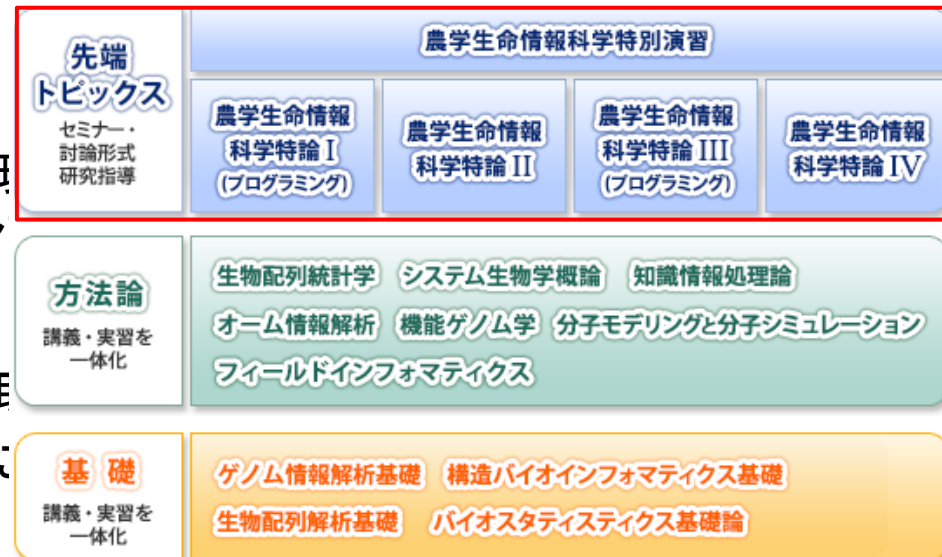 先端
トピックス
セミナー・
討論形式
研究指導
農学生命情報科学特別演習
農学生命情報
科学特論Ⅰ
(プログラミング)
農学生命情報
科学特論Ⅱ
農学生命情報
科学特論Ⅲ
(プログラミング)
農学生命情報
科学特論Ⅳ
方法論
講義・実習を
一体化
生物配列統計学 システム生物学概論 知識情報処理論
オーム情報解析 機能ゲノム学 分子モデリングと分子シミュレーション
フィールドインフォマティクス
基礎
講義・実習を
一体化
ゲノム情報解析基礎 構造バイオインフォマティクス基礎
生物配列解析基礎 バイオスタティスティクス基礎論